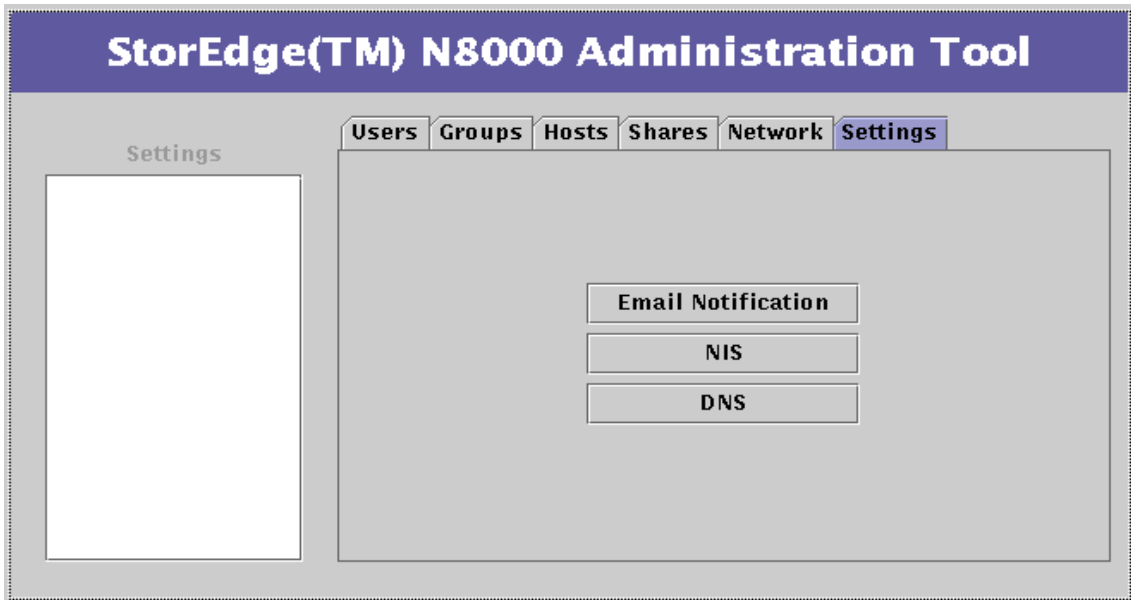 StorEdge(TM) N8000 Administration Tool
Users Groups Hosts Shares Network Settings
Settings
Email Notification
NIS
DNS